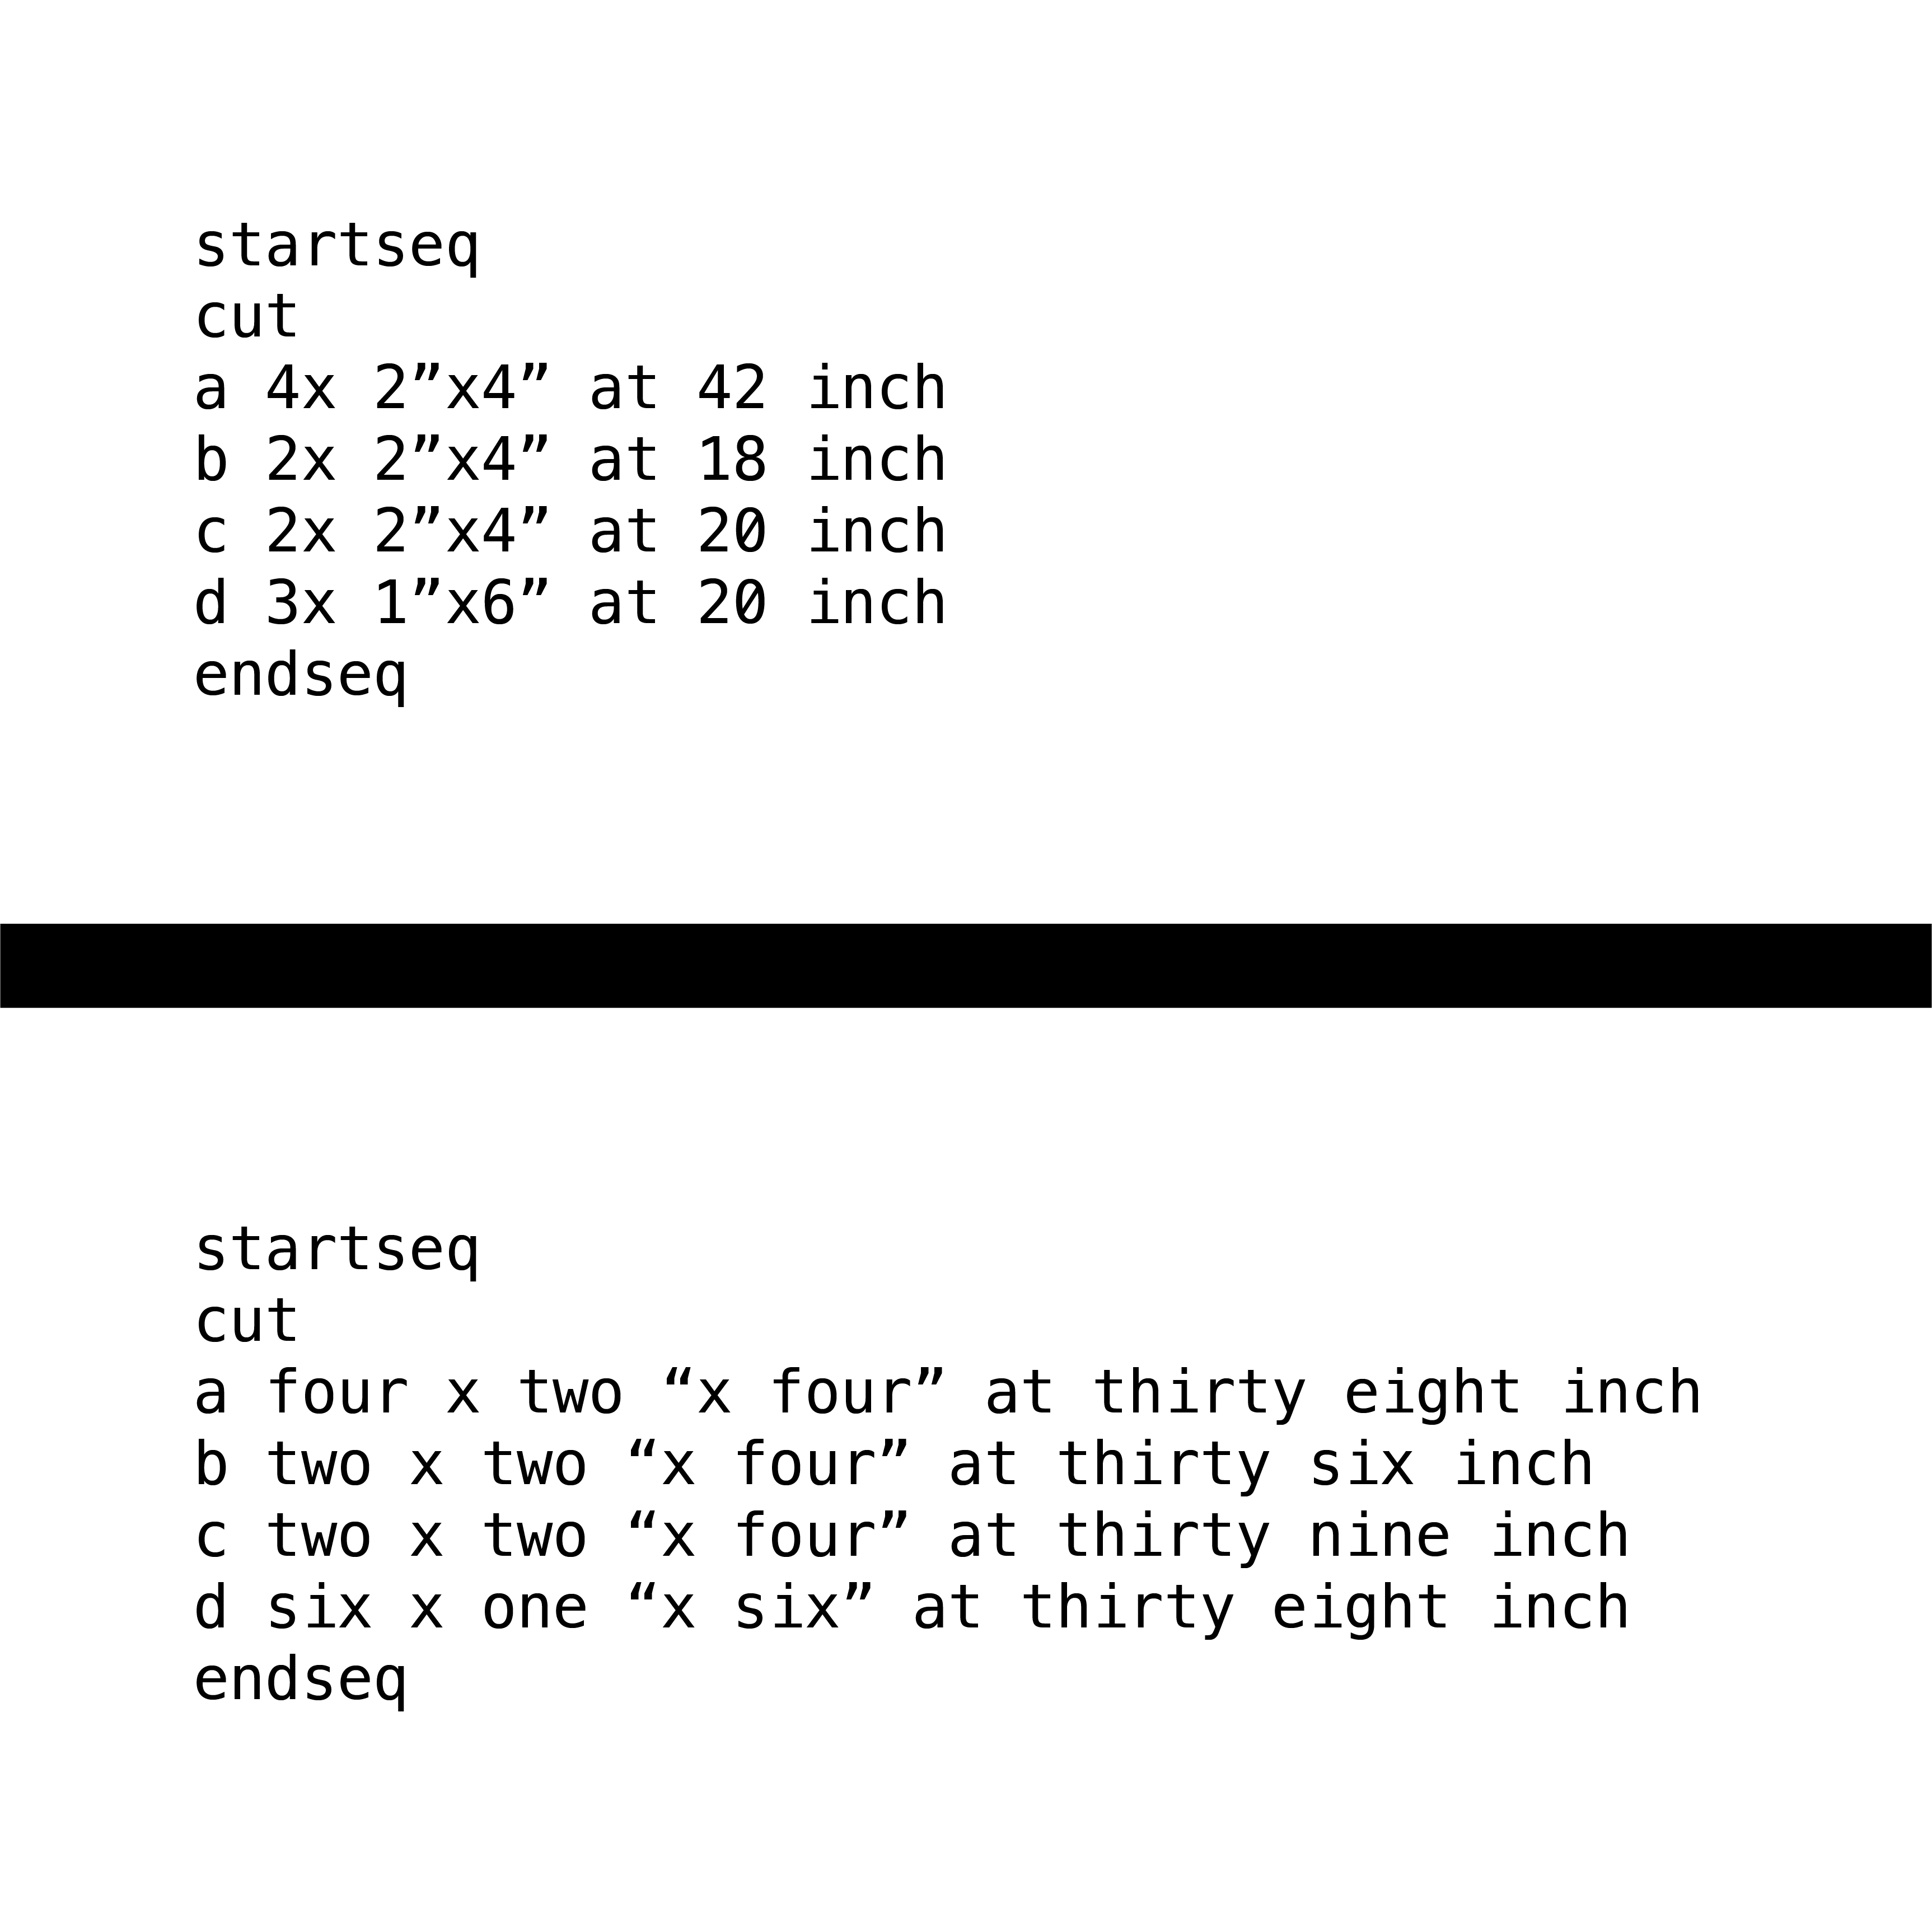 startseq
cut
a 4x 2”x4” at 42 inch
b 2x 2”x4” at 18 inch
c 2x 2”x4” at 20 inch
d 3x 1”x6” at 20 inch
endseq
startseq
cut
a four x two “x four” at thirty eight inch
b two x two “x four” at thirty six inch
c two x two “x four” at thirty nine inch
d six x one “x six” at thirty eight inch
endseq